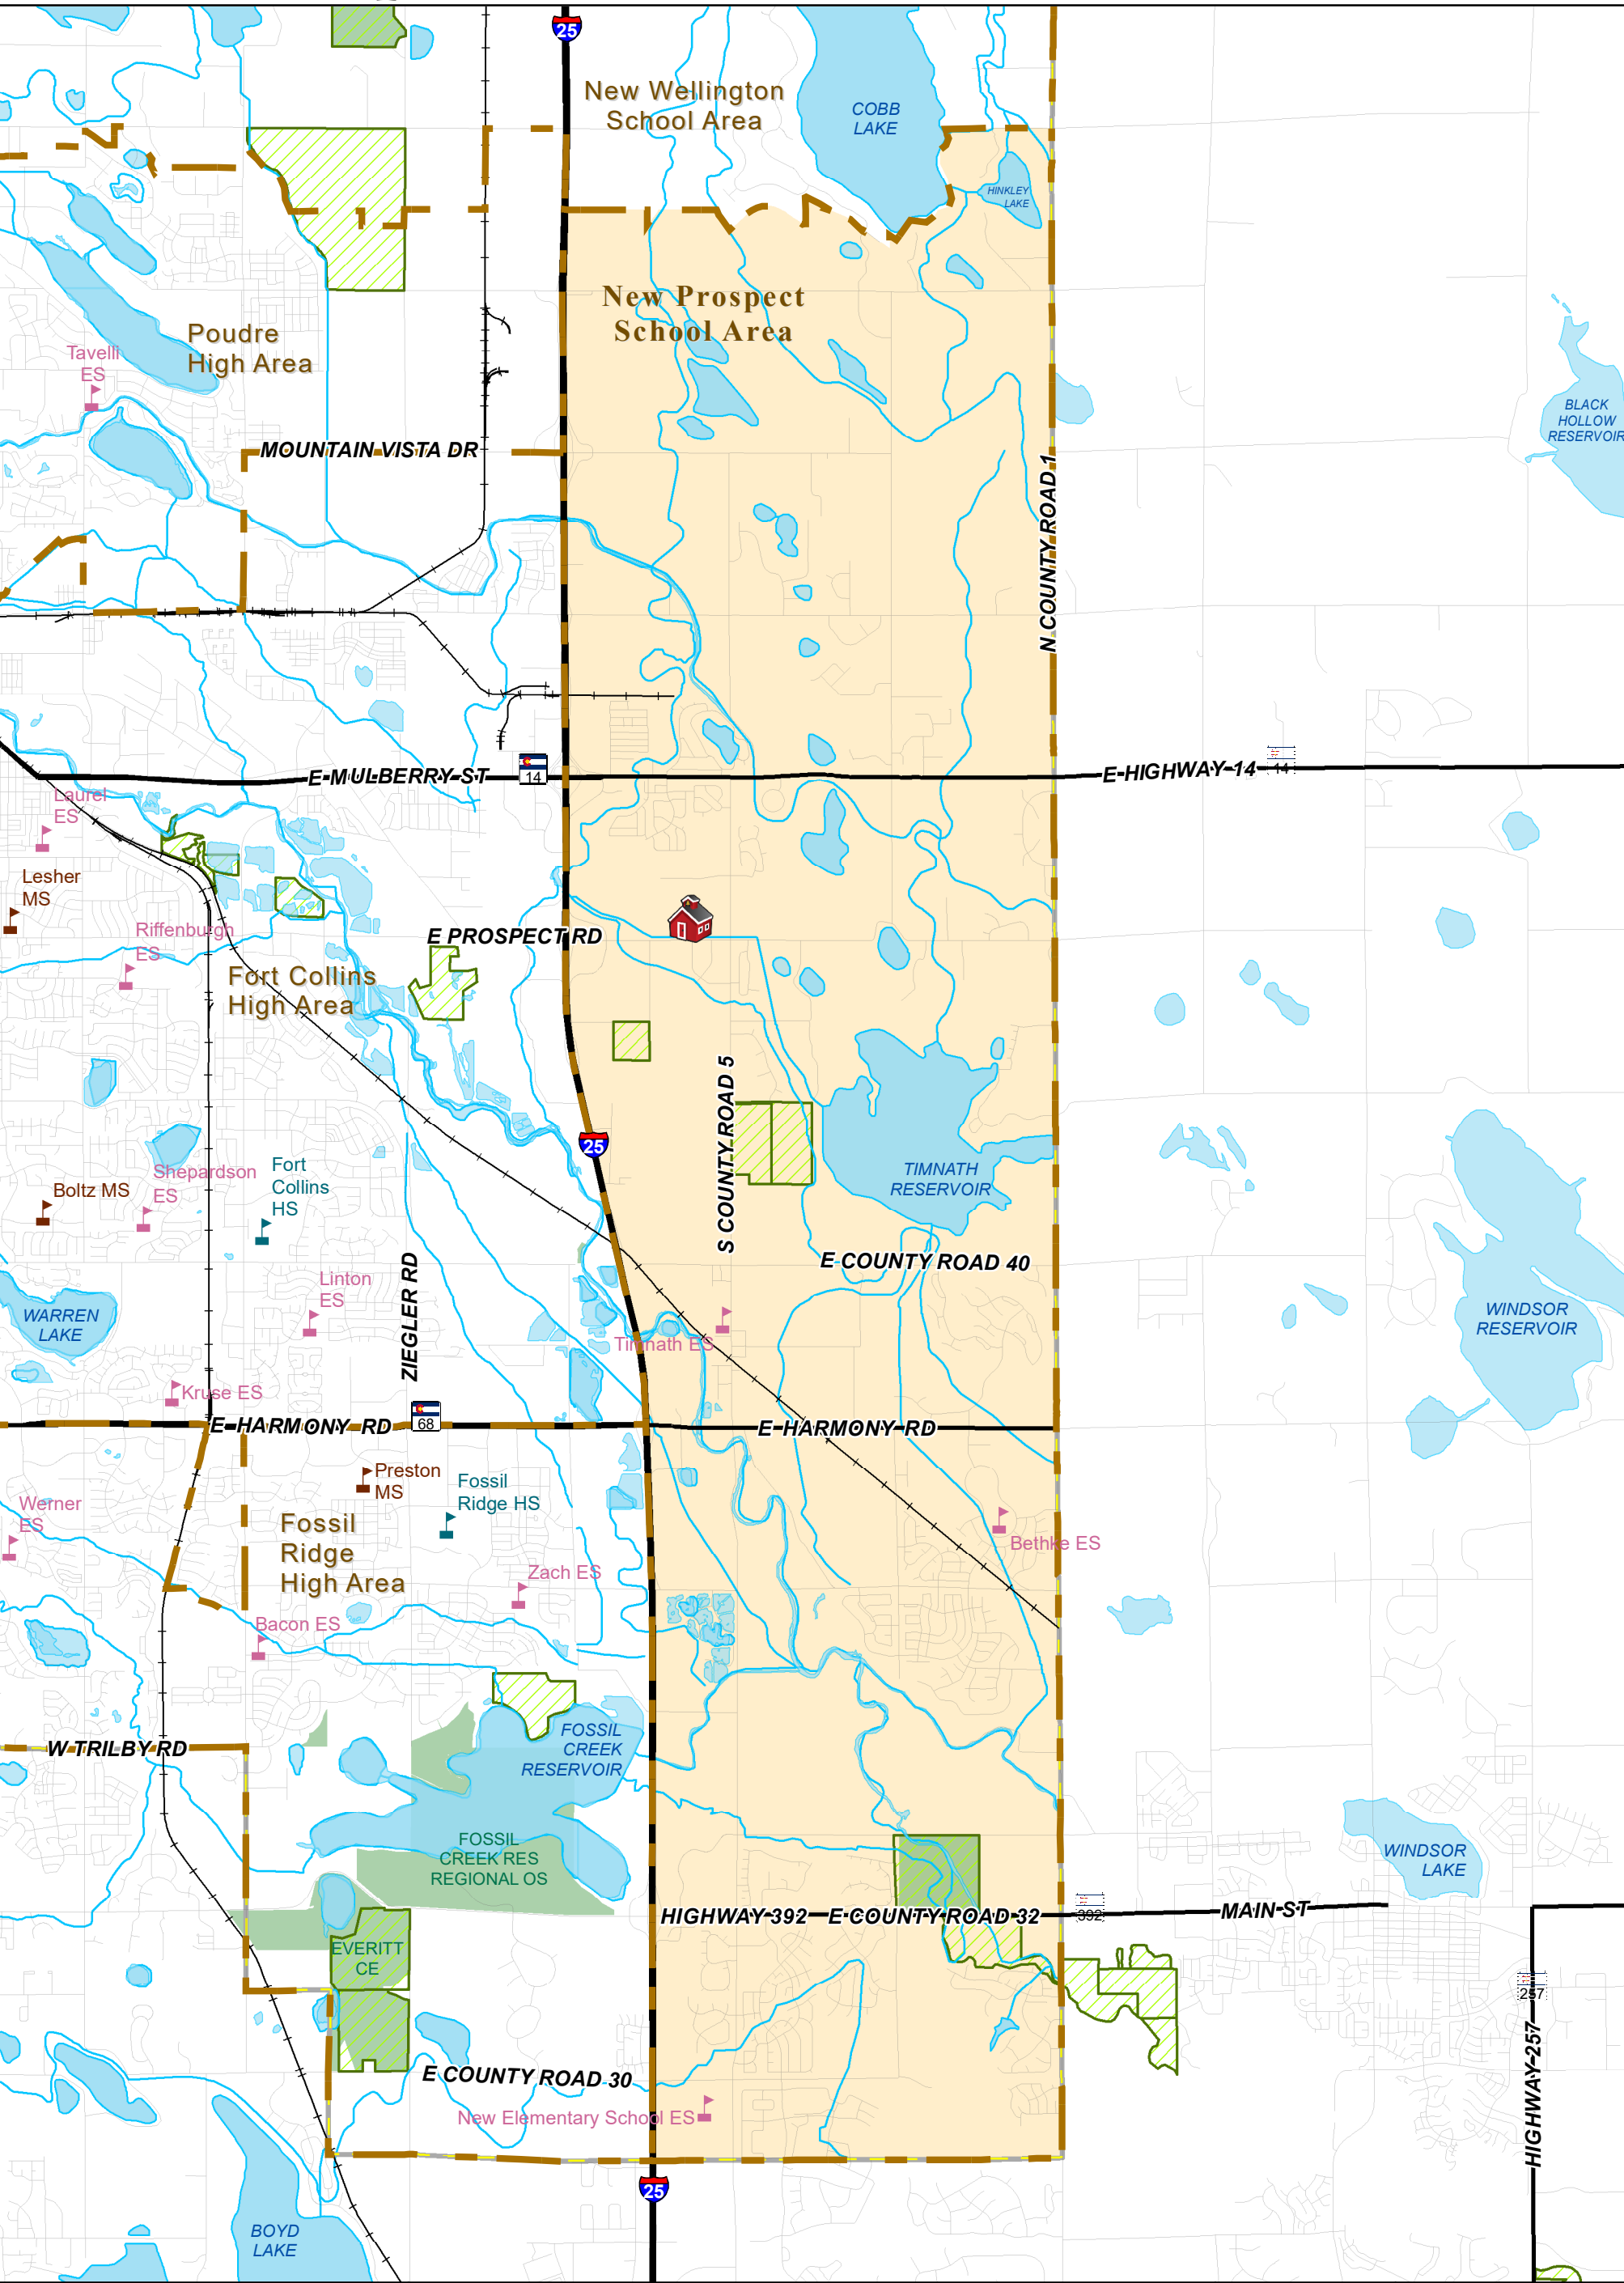 25
New Wellington
School Area
COBB
LAKE
HINKLEY
LAKE
New Prospect
School Area
Poudre
High Area
Tavelli
ES
BLACK
HOLLOW
RESERVOIR
MOUNTAIN VISTA DR
N COUNTY ROAD 1
E MULBERRY ST
14
E HIGHWAY 14
14
Laurel
ES
Lesher
MS
Riffenburgh
ES
E PROSPECT RD
Fort Collins
High Area
S COUNTY ROAD 5
25
TIMNATH
RESERVOIR
Shepardson
ES
Fort
Collins
HS
Boltz MS
E COUNTY ROAD 40
ZIEGLER RD
Linton
ES
WARREN
LAKE
WINDSOR
RESERVOIR
Timnath ES
Kruse ES
E HARMONY RD
68
E HARMONY RD
Preston
MS
Fossil
Ridge HS
Werner
ES
Fossil
Ridge
High Area
Bethke ES
Zach ES
Bacon ES
FOSSIL
CREEK
RESERVOIR
W TRILBY RD
FOSSIL
CREEK RES
REGIONAL OS
WINDSOR
LAKE
HIGHWAY 392
E COUNTY ROAD 32
392
MAIN ST
EVERITT
CE
257
HIGHWAY 257
E COUNTY ROAD 30
New Elementary School ES
25
BOYD
LAKE